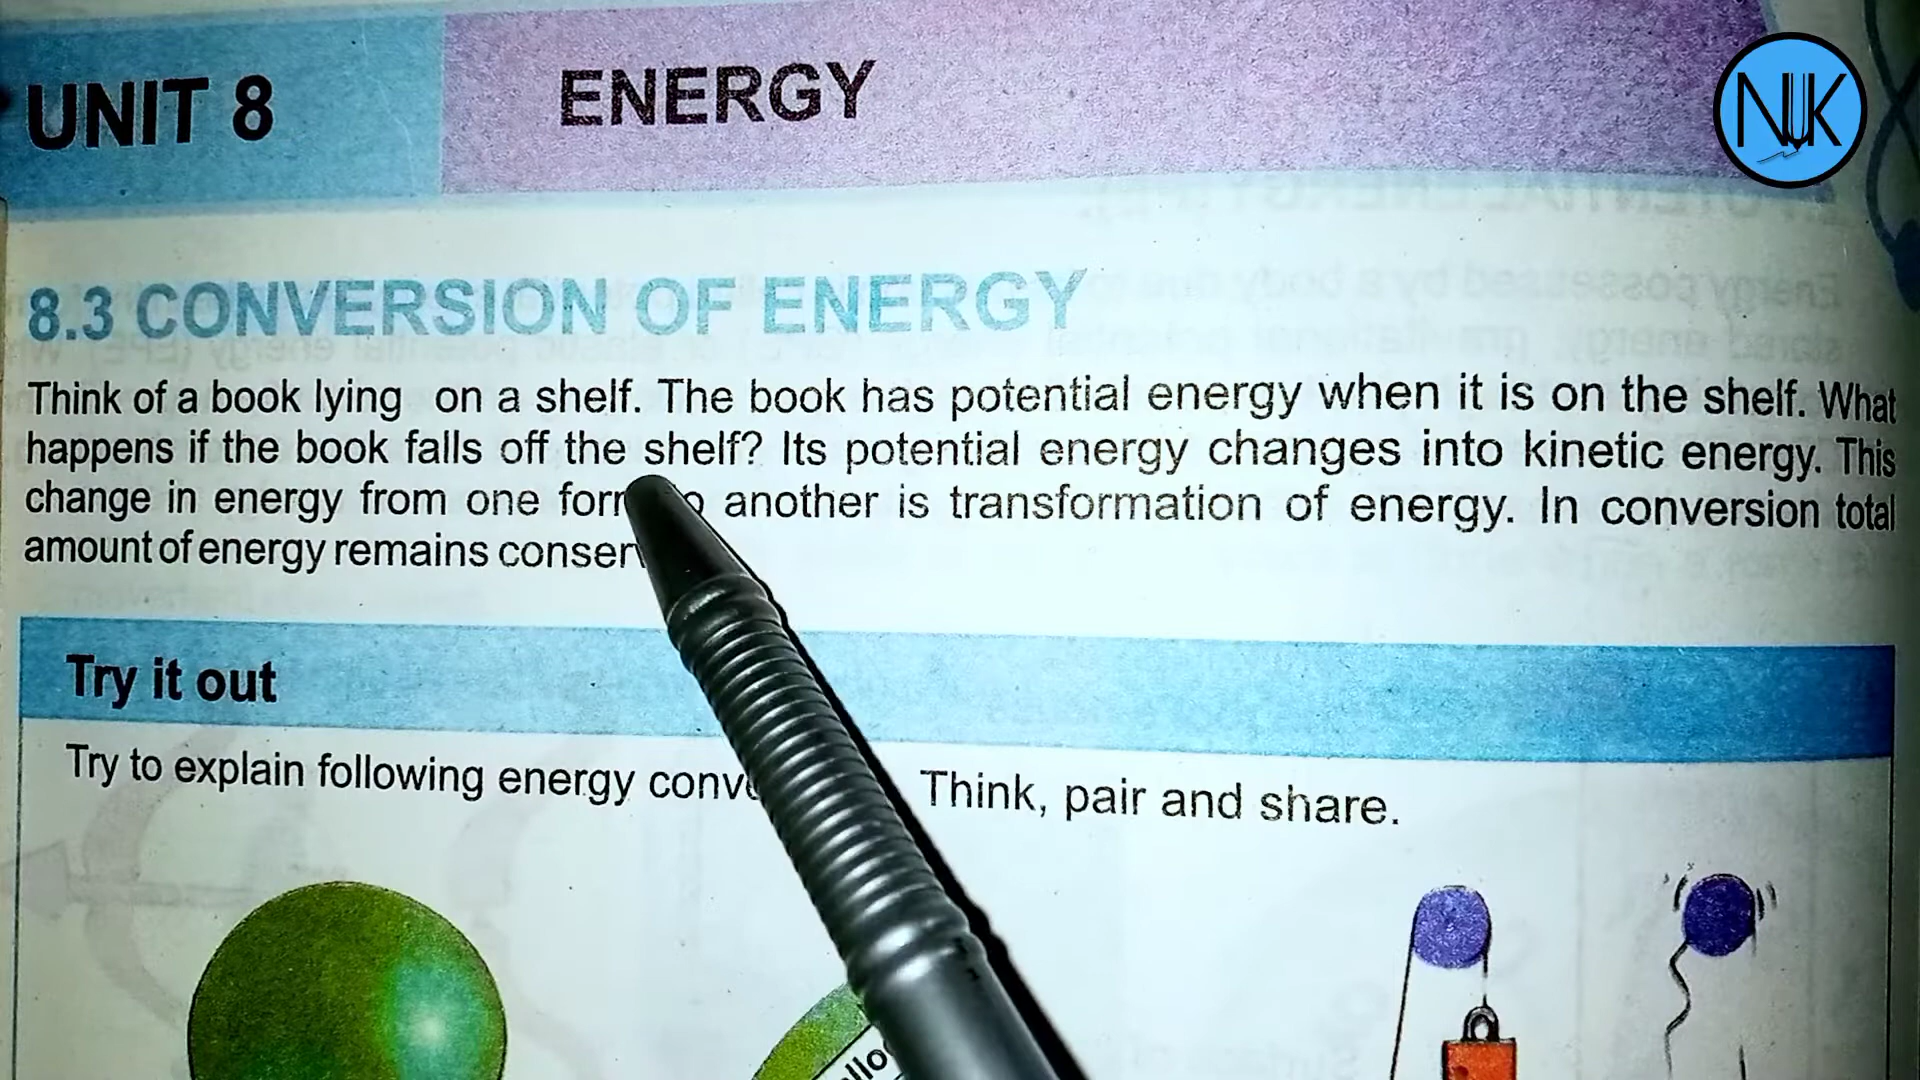 UNIT 8 ENERGY
NUK
8.3 CONVERSION OF ENERGY
Think of a book lying on a shelf. The book has potential energy when it is on the shelf. What
happens if the book falls off the shelf? Its potential energy changes into kinetic energy. This
change in energy from one another is transformation of energy. In conversion total
amount of energy remains
Try it out
Try to explain following energy Think, pair and share.